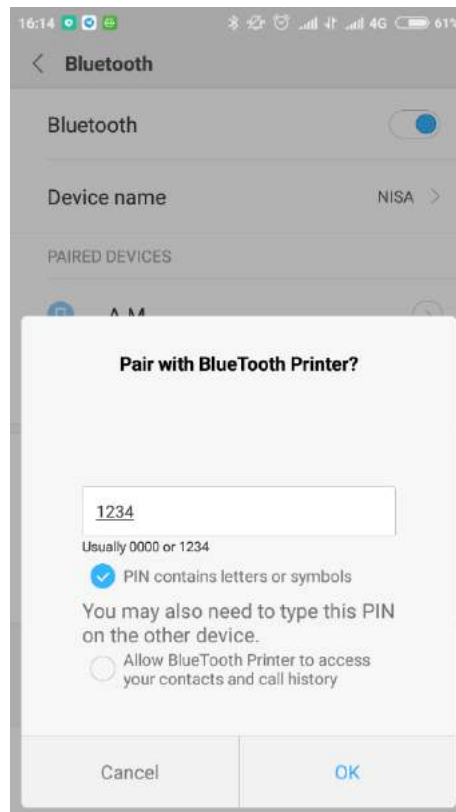 16:14 4G 61%
Bluetooth
Bluetooth
Device name NISA
PAIRED DEVICES
A M
Pair with BlueTooth Printer?
1234
Usually 0000 or 1234
PIN contains letters or symbols
You may also need to type this PIN
on the other device.
Allow BlueTooth Printer to access
your contacts and call history
Cancel OK